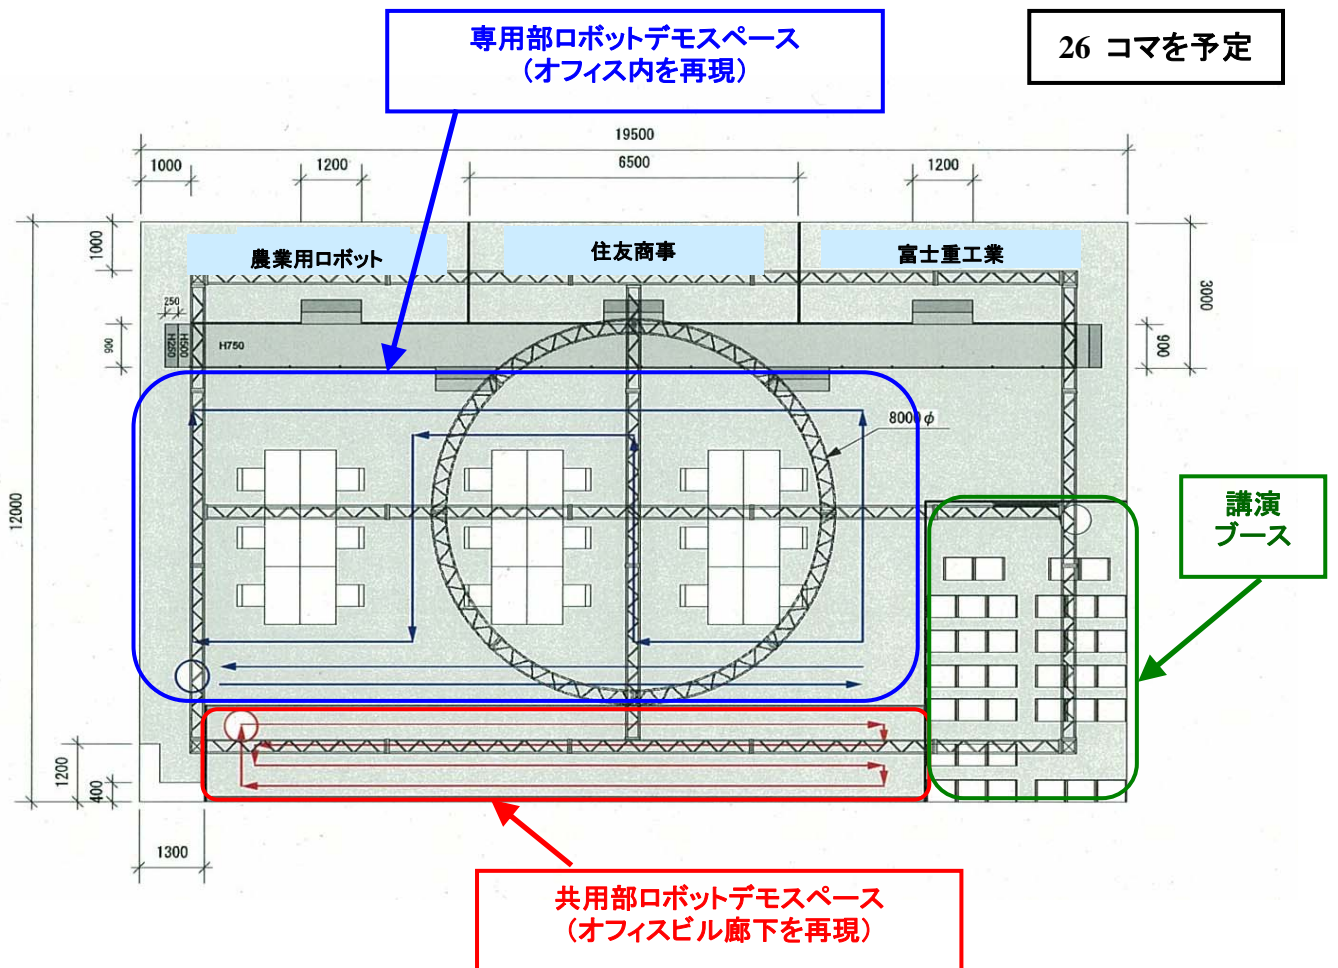 専用部ロボットデモスペース
（オフィス内を再現）
26 コマを予定
19500
1000
1200
6500
1200
1000
農業用ロボット
住友商事
富士重工業
3000
250
H250
H500
H750
900
900
8000φ
12000
講演
ブース
1200
400
1300
共用部ロボットデモスペース
（オフィスビル廊下を再現）